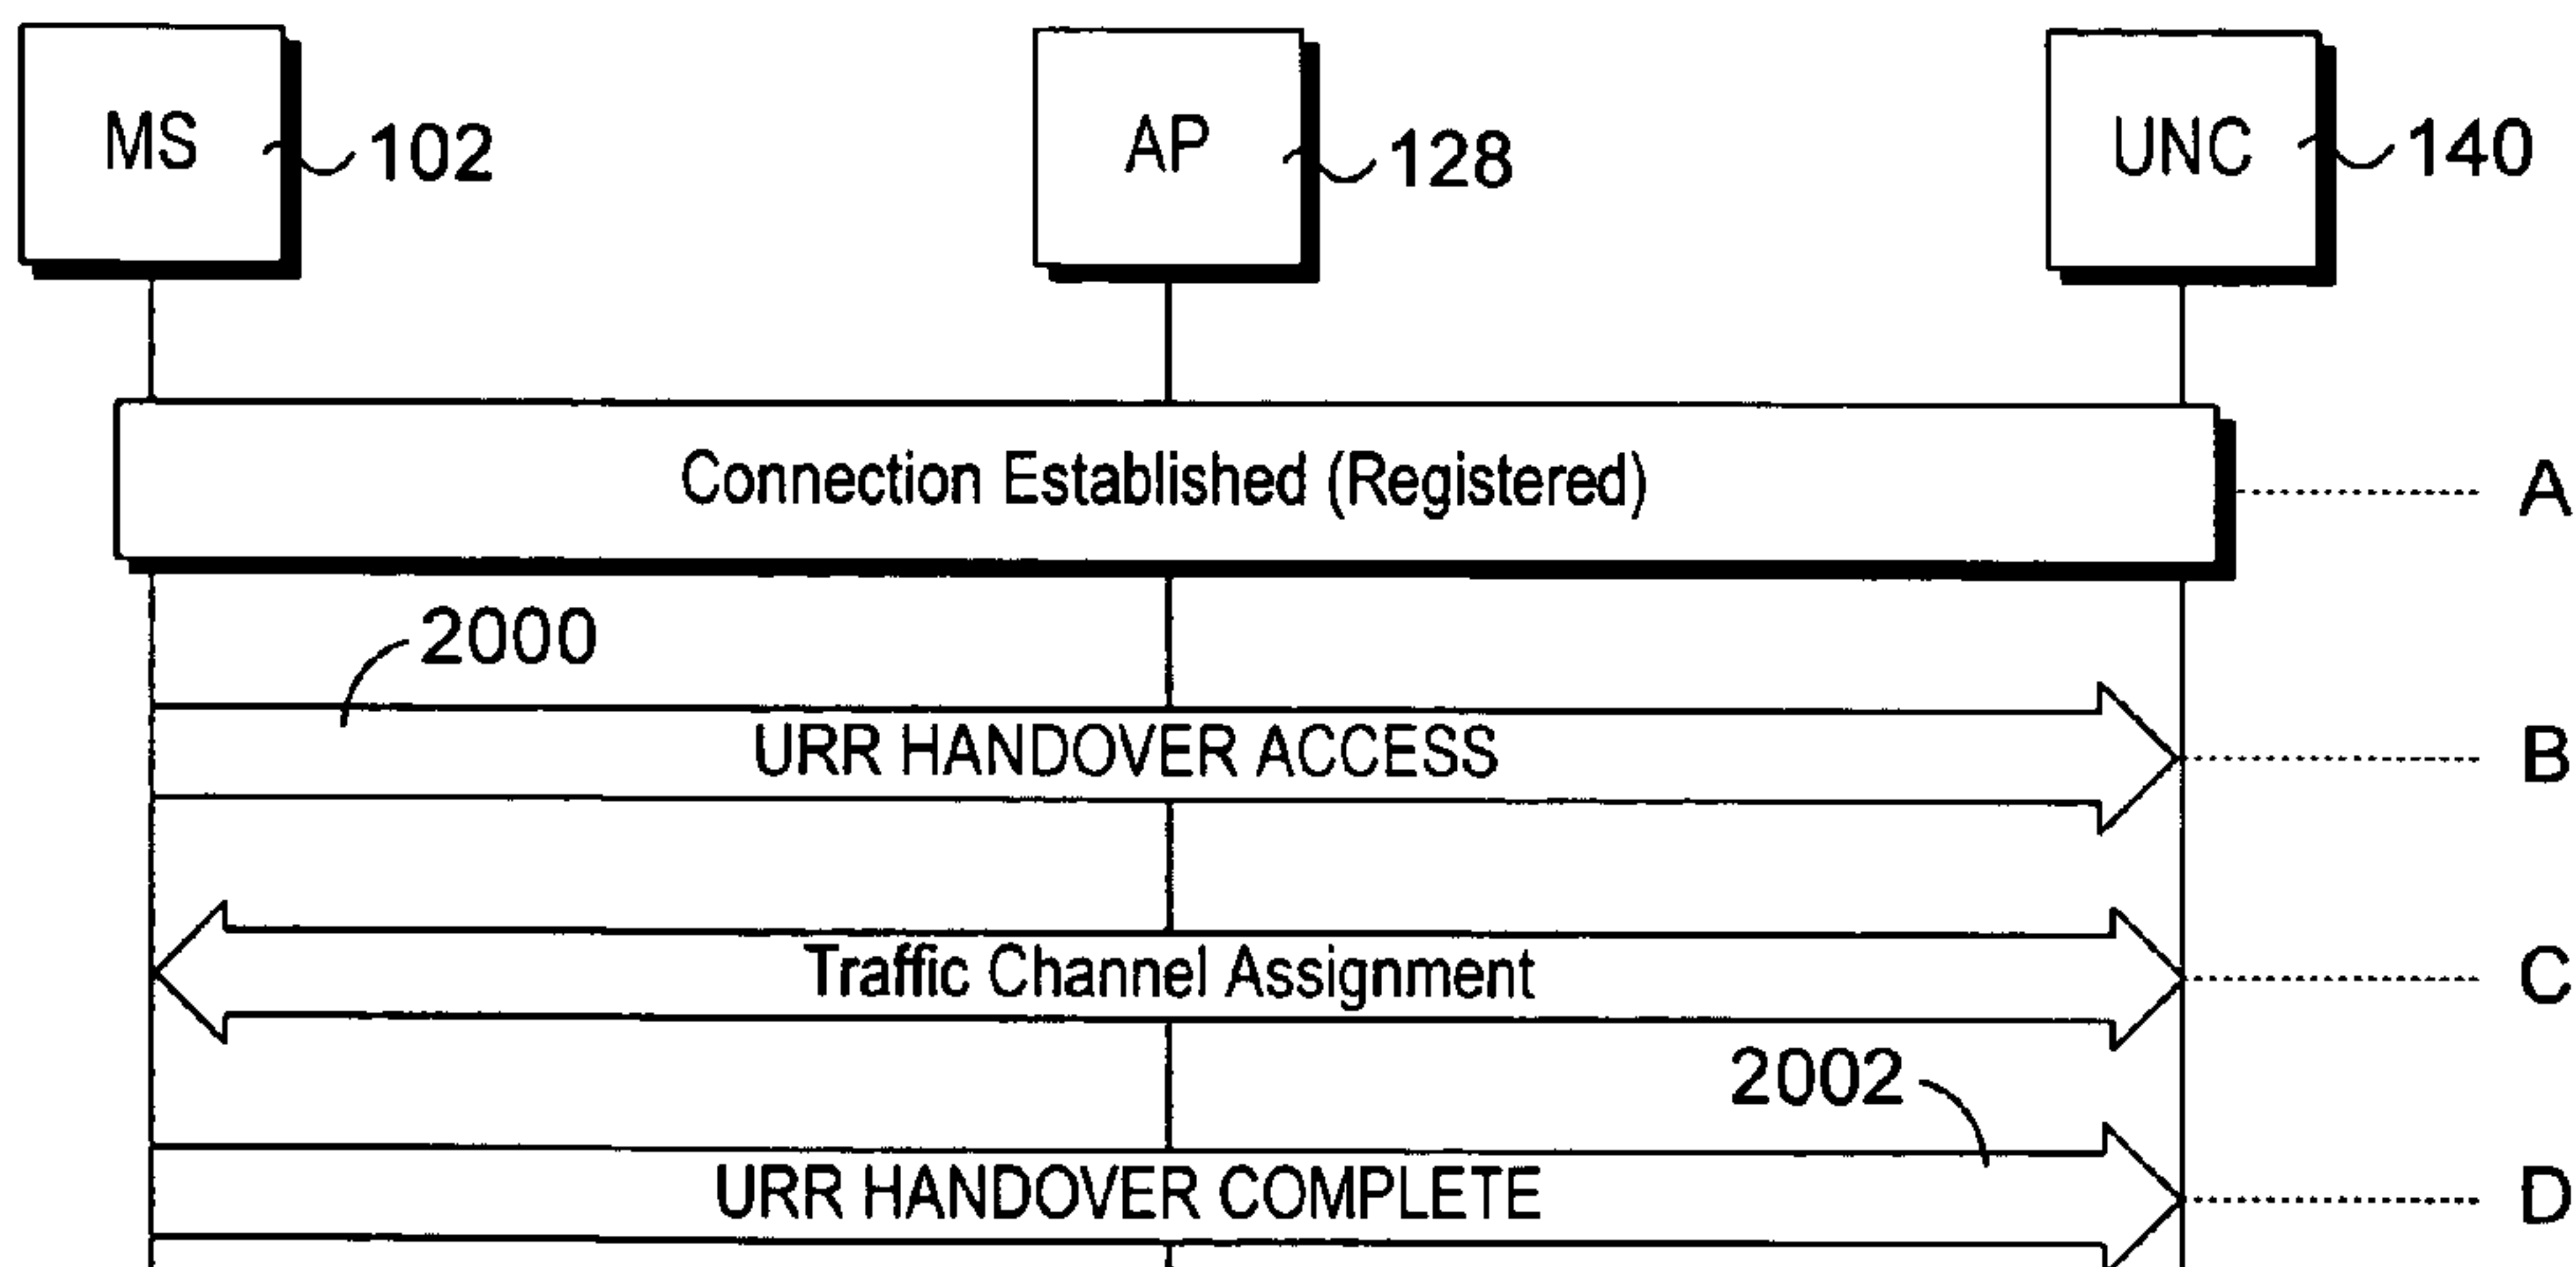 MS 102 AP 128 UNC 140
Connection Established (Registered) A
2000
URR HANDOVER ACCESS B
Traffic Channel Assignment C
2002
URR HANDOVER COMPLETE D